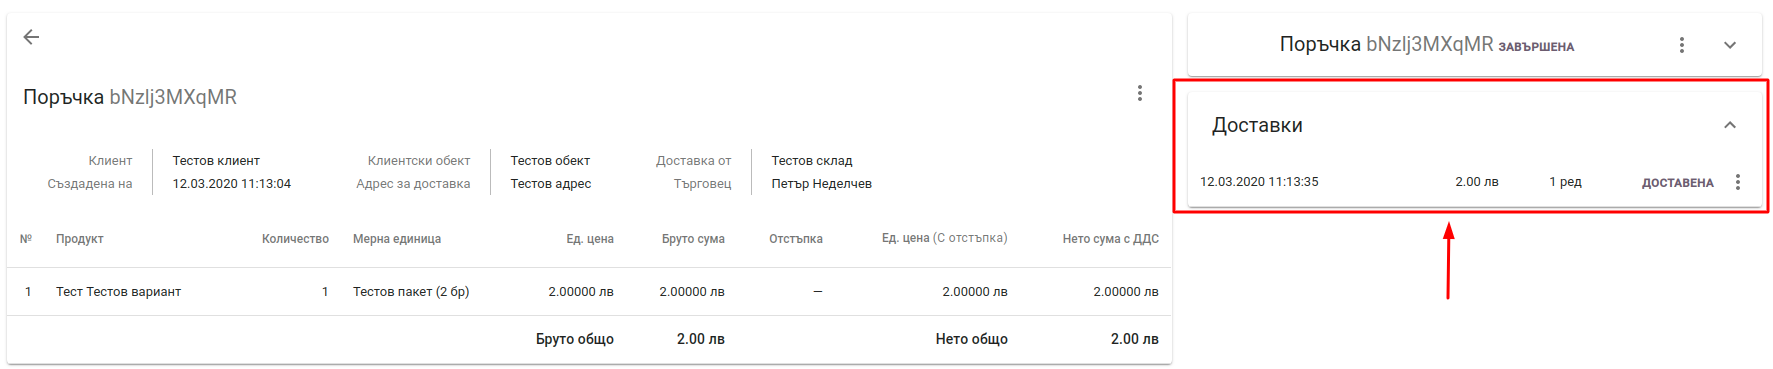 Поръчка bNzlj3MXqMR
Клиент Тестов клиент Клиентски обект Тестов обект Доставка от Тестов склад
Създадена на 12.03.2020 11:13:04 Адрес за доставка Тестов адрес Търговец Петър Неделчев
№ Продукт Количество Мерна единица Ед. цена Бруто сума Отстъпка Ед. цена (С отстъпка) Нето сума с ДДС
1 Тест Тестов вариант 1 Тестов пакет (2 бр) 2.00000 лв 2.00000 лв — 2.00000 лв 2.00000 лв
Бруто общо 2.00 лв Нето общо 2.00 лв
Поръчка bNzlj3MXqMR ЗАВЪРШЕНА
Доставки
12.03.2020 11:13:35 2.00 лв 1 ред ДОСТАВЕНА